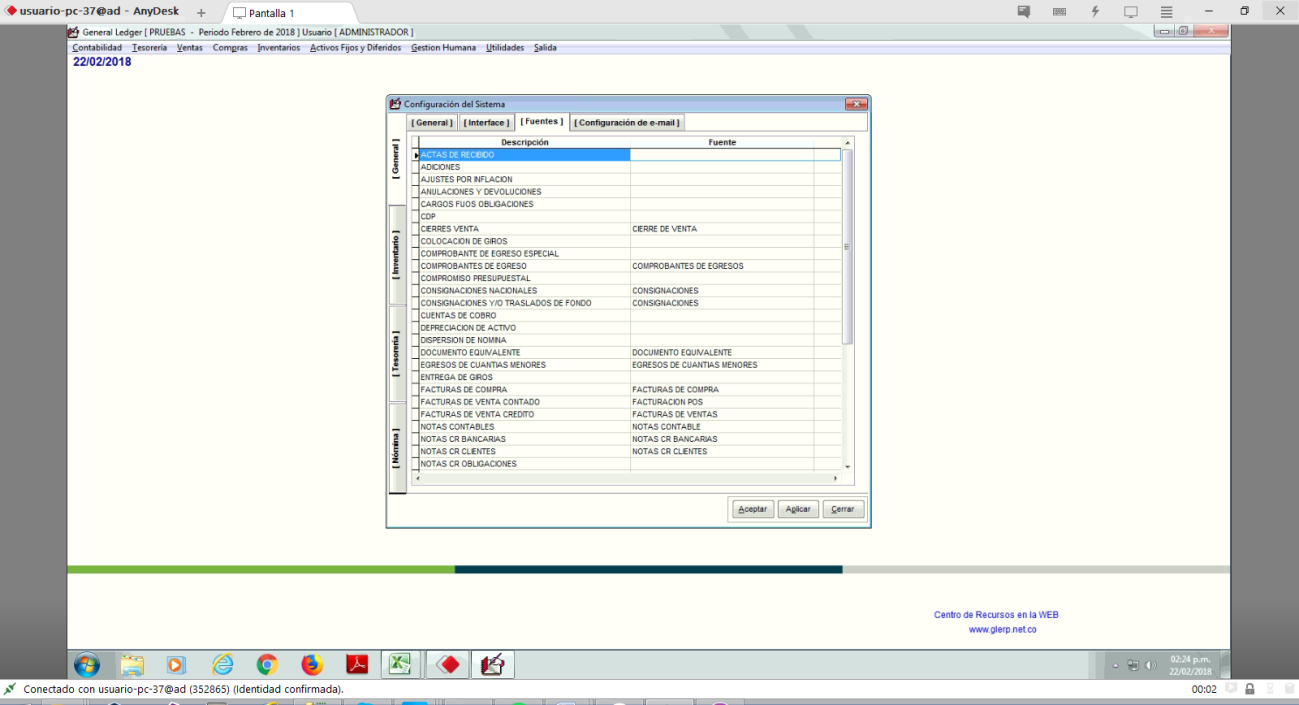 usuario-pc-37@ad - AnyDesk + Pantalla 1
General Ledger [ PRUEBAS - Periodo Febrero de 2018 ] Usuario [ ADMINISTRADOR ]
Contabilidad Tesorería Ventas Compras Inventarios Activos Fijos y Diferidos Gestion Humana Utilidades Salida
22/02/2018
Configuración del Sistema
[ General ] [ Interface ] [ Fuentes ] [ Configuración de e-mail ]
[ General ]
[ Inventario ]
[ Tesorería ]
[ Nómina ]
Descripción Fuente
ACTAS DE RECIBIDO
ADICIONES
AJUSTES POR INFLACION
ANULACIONES Y DEVOLUCIONES
CARGOS FIJOS OBLIGACIONES
CDP
CIERRES VENTA CIERRE DE VENTA
COLOCACION DE GIROS
COMPROBANTE DE EGRESO ESPECIAL
COMPROBANTES DE EGRESO COMPROBANTES DE EGRESOS
COMPROMISO PRESUPUESTAL
CONSIGNACIONES NACIONALES CONSIGNACIONES
CONSIGNACIONES Y/O TRASLADOS DE FONDO CONSIGNACIONES
CUENTAS DE COBRO
DEPRECIACION DE ACTIVO
DISPERSION DE NOMINA
DOCUMENTO EQUIVALENTE DOCUMENTO EQUIVALENTE
EGRESOS DE CUANTIAS MENORES EGRESOS DE CUANTIAS MENORES
ENTREGA DE GIROS
FACTURAS DE COMPRA FACTURAS DE COMPRA
FACTURAS DE VENTA CONTADO FACTURACION POS
FACTURAS DE VENTA CREDITO FACTURAS DE VENTAS
NOTAS CONTABLES NOTAS CONTABLE
NOTAS CR BANCARIAS NOTAS CR BANCARIAS
NOTAS CR CLIENTES NOTAS CR CLIENTES
NOTAS CR OBLIGACIONES
Aceptar Aplicar Cerrar
Centro de Recursos en la WEB
www.glerp.net.co
02:24 p.m.
22/02/2018
Conectado con usuario-pc-37@ad (352865) (Identidad confirmada). 00:02